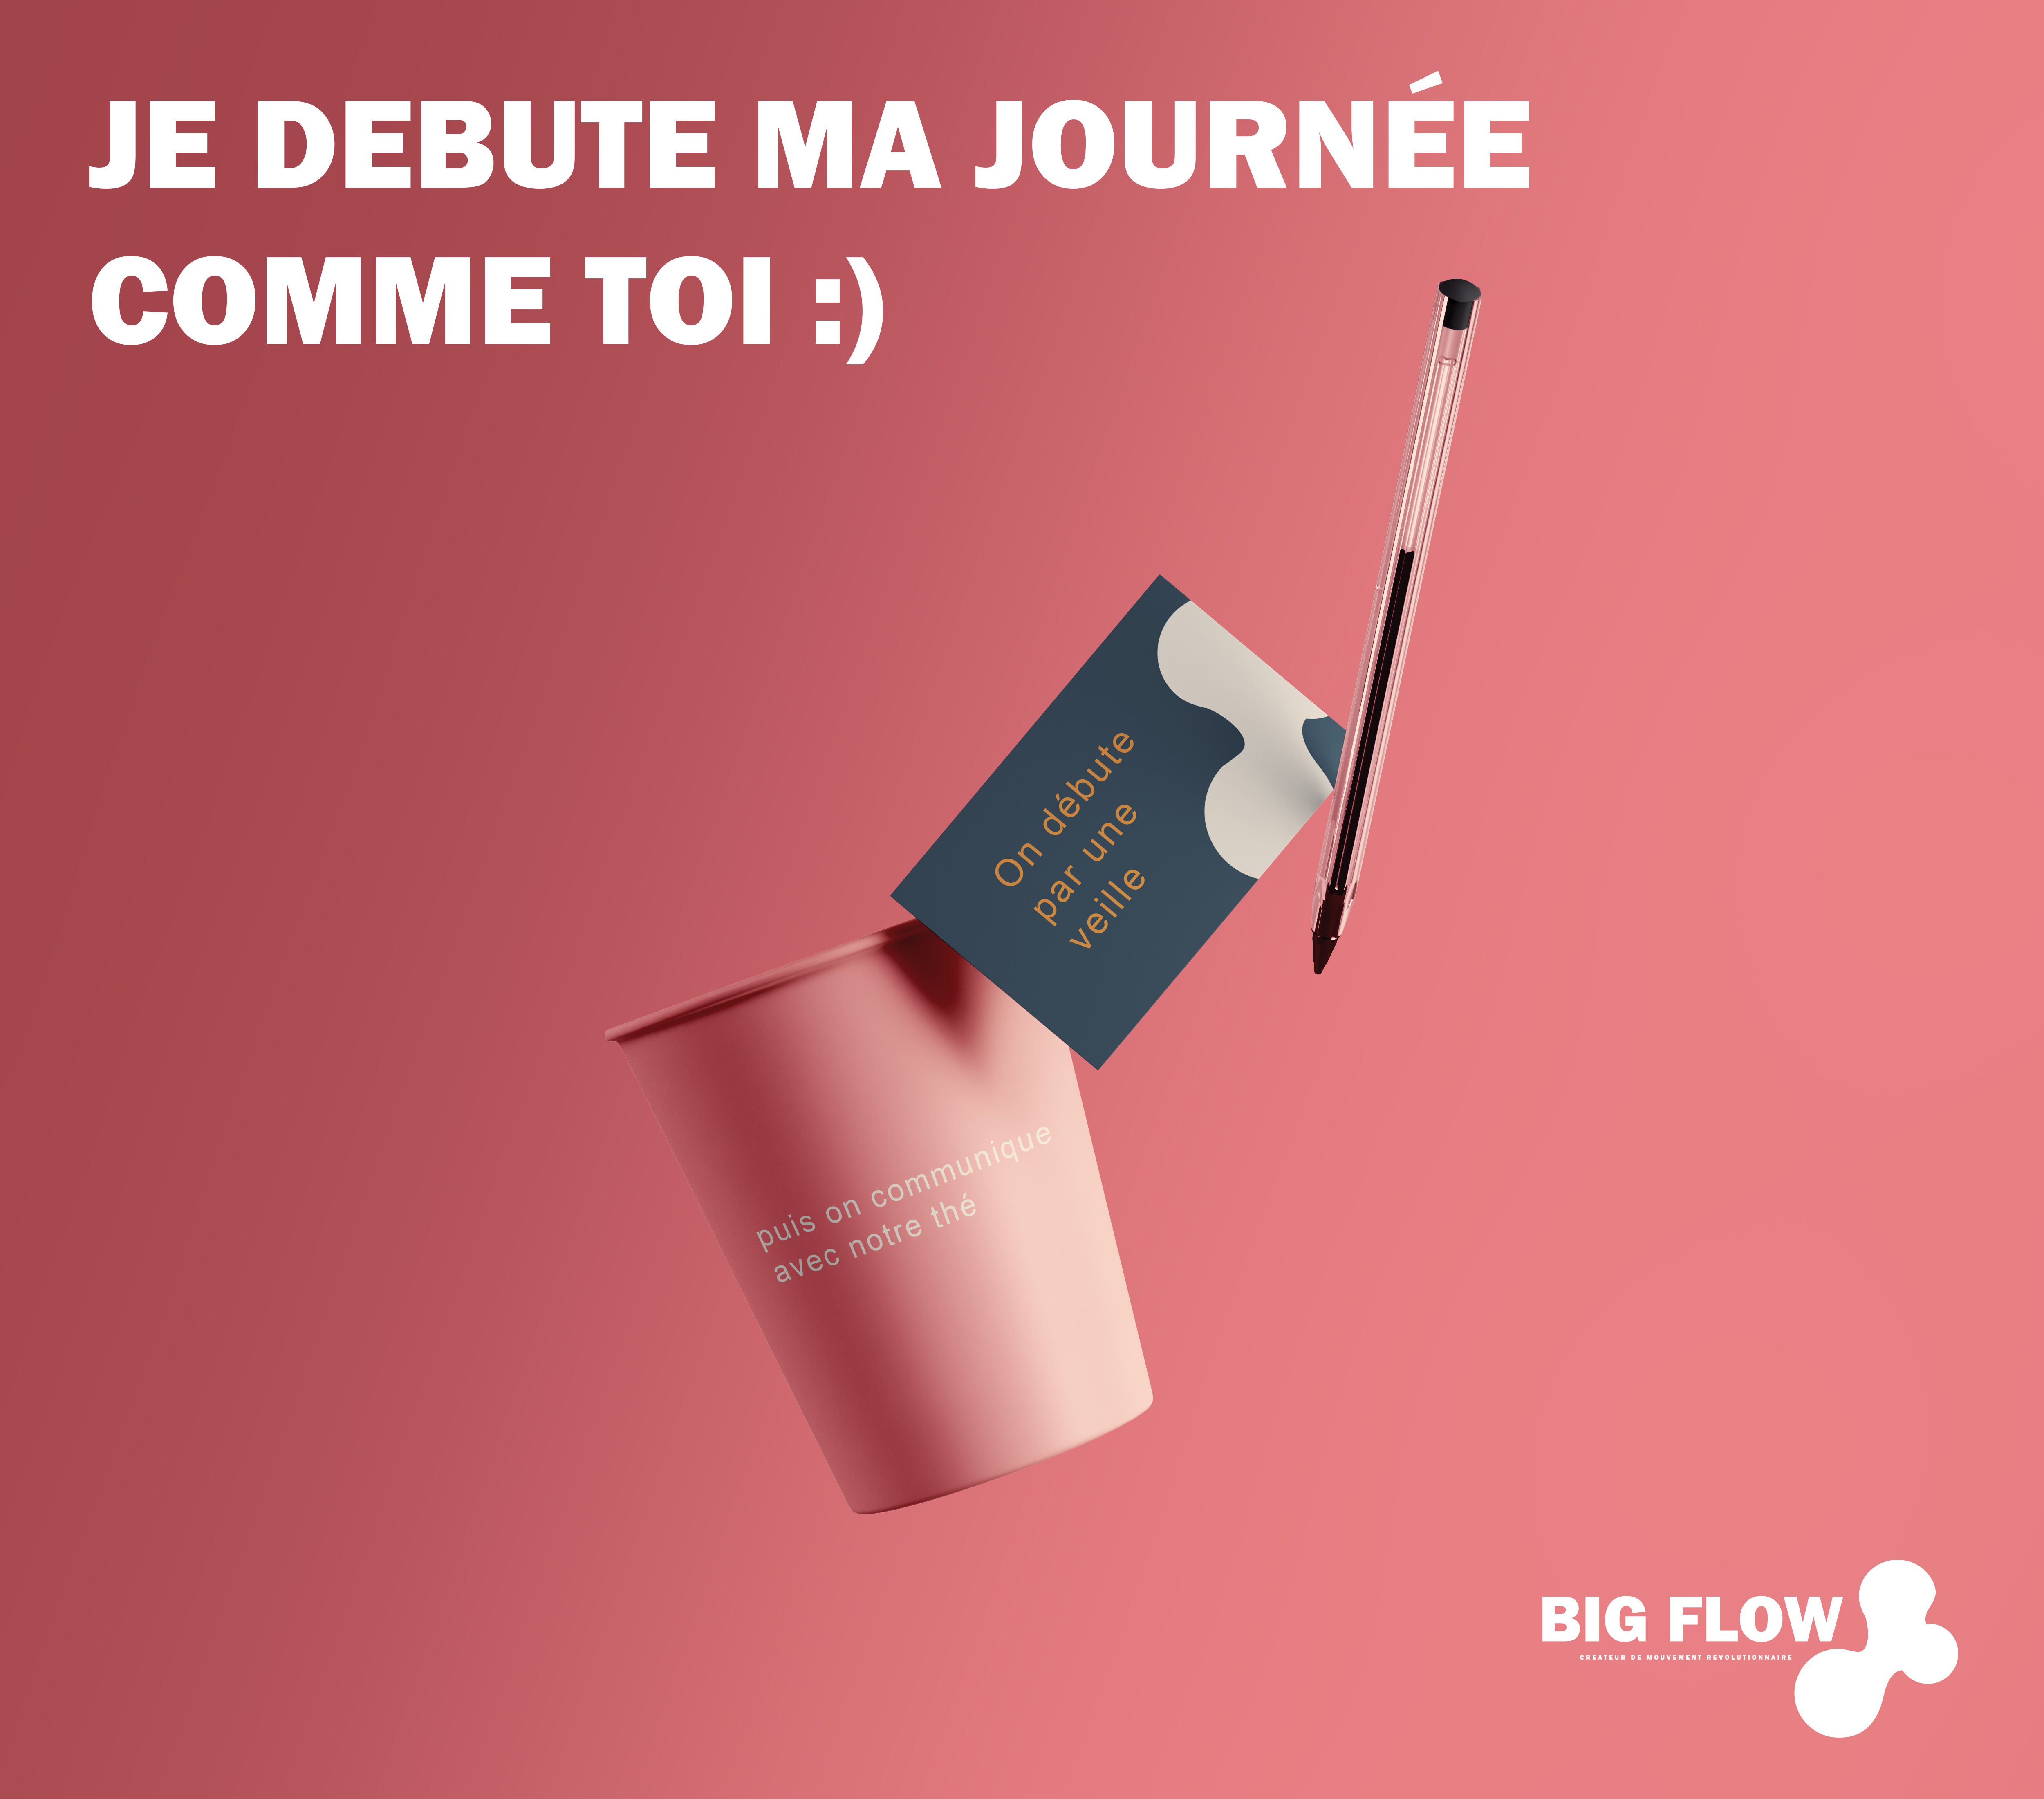 JE DEBUTE MA JOURNÉE
COMME TOI :)
On débute
par une
veille
puis on communique
avec notre thé
BIG FLOW
CREATEUR DE MOUVEMENT REVOLUTIONNAIRE